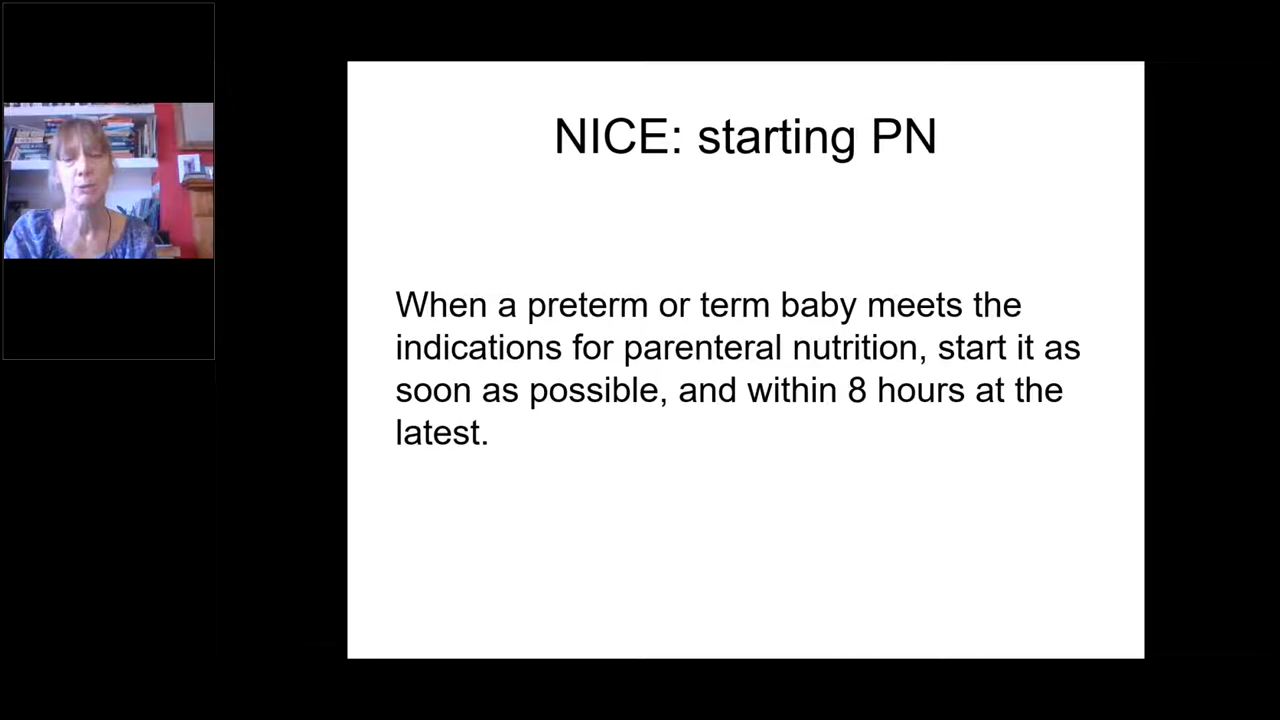 NICE: starting PN
When a preterm or term baby meets the
indications for parenteral nutrition, start it as
soon as possible, and within 8 hours at the
latest.